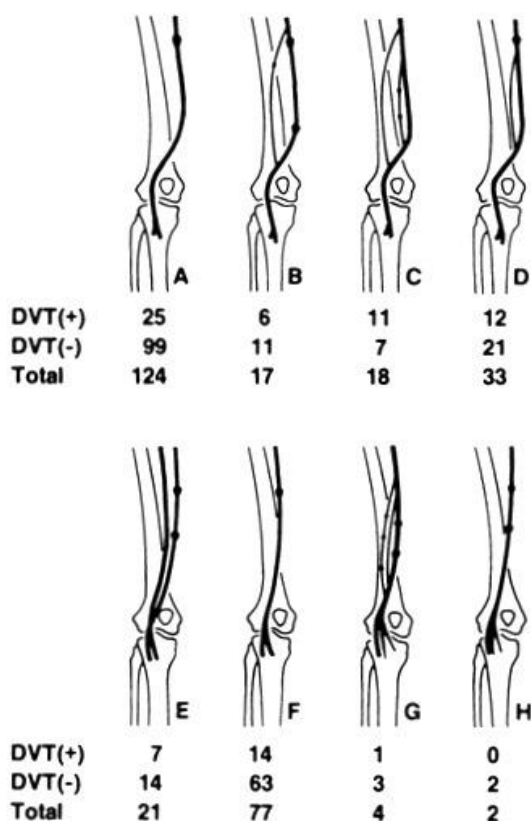 A B C D
DVT(+) 25 6 11 12
DVT(-) 99 11 7 21
Total 124 17 18 33
E F G H
DVT(+) 7 14 1 0
DVT(-) 14 63 3 2
Total 21 77 4 2